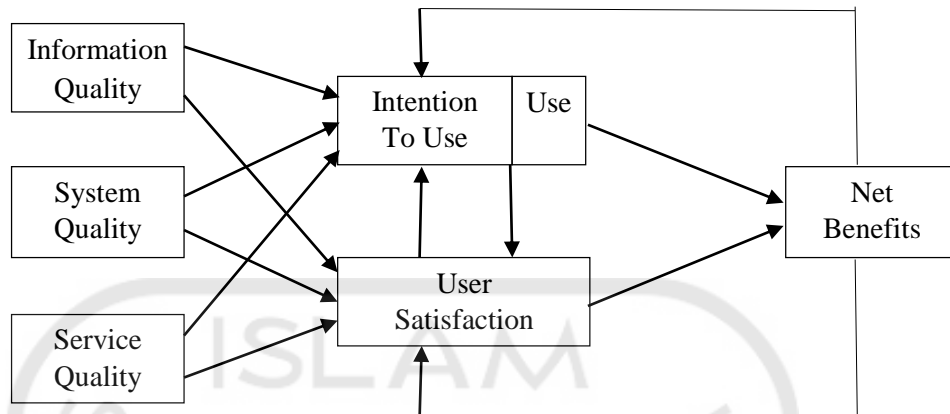 Information
Quality
Intention
To Use
Use
System
Quality
Net
Benefits
User
Satisfaction
Service
Quality
ISLAM